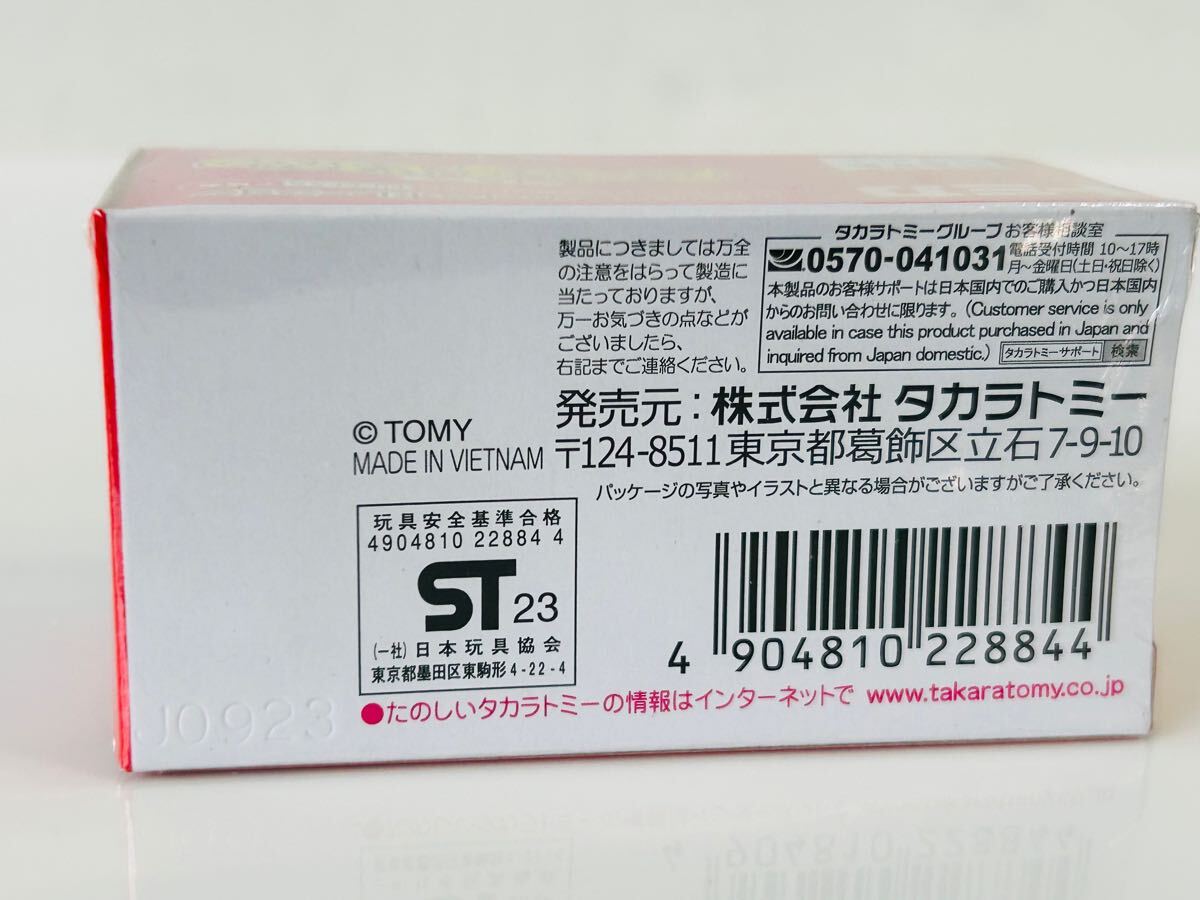 製品につきましては万全
の注意をはらって製造に
当たっておりますが、
万一お気づきの点などが
ございましたら、
右記までご連絡ください。
タカラトミーグループお客様相談室
0570-041031
電話受付時間 10〜17時
月〜金曜日(土日・祝日除く)
本製品のお客様サポートは日本国内でのご購入かつ日本国内
からのお問い合わせに限ります。(Customer service is only
available in case this product purchased in Japan and
inquired from Japan domestic.) タカラトミーサポート 検索
発売元:株式会社 タカラトミー
〒124-8511 東京都葛飾区立石7-9-10
© TOMY
MADE IN VIETNAM
パッケージの写真やイラストと異なる場合がございますがご了承ください。
玩具安全基準合格
4904810 22884 4
ST 23
(一社) 日本玩具協会
東京都墨田区東駒形4-22-4
4 904810 228844
●たのしいタカラトミーの情報はインターネットで www.takaratomy.co.jp
J0923